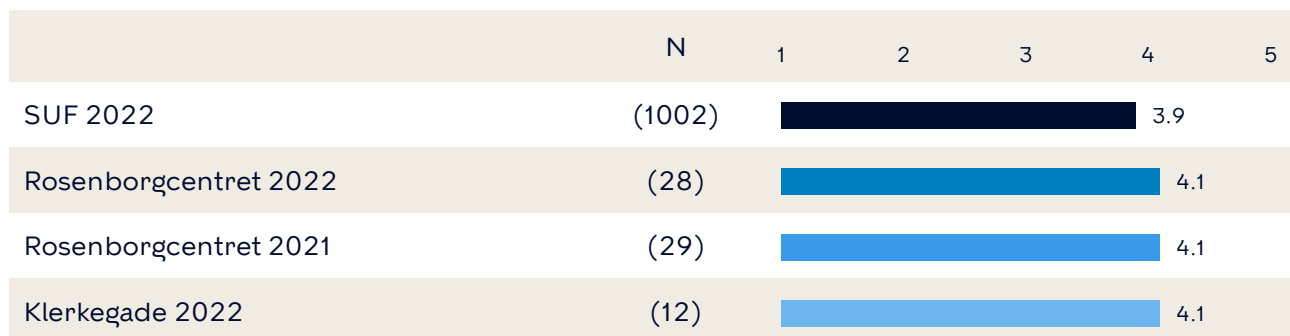 N 1 2 3 4 5
SUF 2022 (1002) 3.9
Rosenborgcentret 2022 (28) 4.1
Rosenborgcentret 2021 (29) 4.1
Klerkegade 2022 (12) 4.1